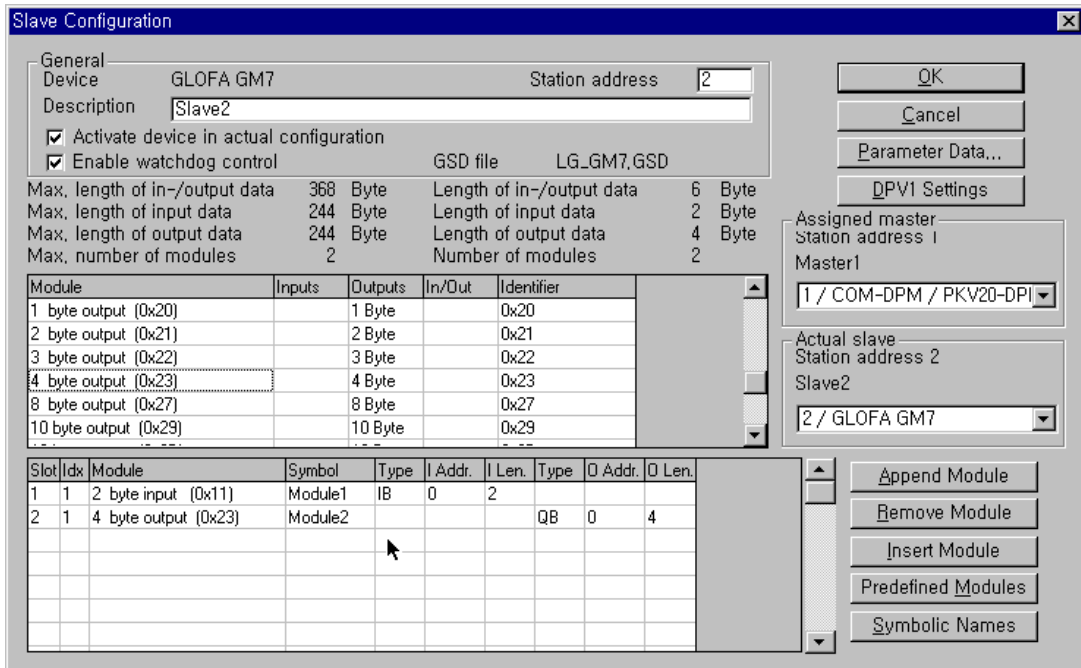 Slave Configuration
General
Device GLOFA GM7 Station address 2
Description Slave2
Activate device in actual configuration
Enable watchdog control GSD file LG_GM7.GSD
Max. length of in-/output data 368 Byte Length of in-/output data 6 Byte
Max. length of input data 244 Byte Length of input data 2 Byte
Max. length of output data 244 Byte Length of output data 4 Byte
Max. number of modules 2 Number of modules 2
OK
Cancel
Parameter Data...
DPV1 Settings
Assigned master
Station address 1
Master1
1 / COM-DPM / PKV20-DPI
Actual slave
Station address 2
Slave2
2 / GLOFA GM7
Module Inputs Outputs In/Out Identifier
1 byte output (0x20) 1 Byte 0x20
2 byte output (0x21) 2 Byte 0x21
3 byte output (0x22) 3 Byte 0x22
4 byte output (0x23) 4 Byte 0x23
8 byte output (0x27) 8 Byte 0x27
10 byte output (0x29) 10 Byte 0x29
Slot Idx Module Symbol Type I Addr. I Len. Type O Addr. O Len.
1 1 2 byte input (0x11) Module1 IB 0 2
2 1 4 byte output (0x23) Module2 QB 0 4
Append Module
Remove Module
Insert Module
Predefined Modules
Symbolic Names